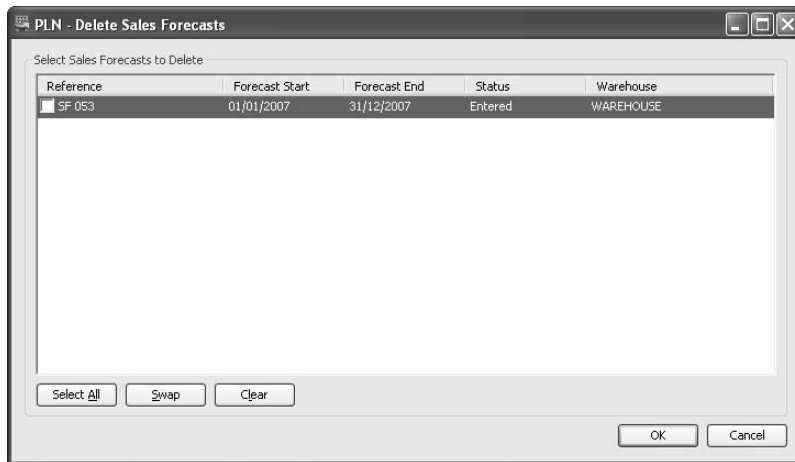 PLN - Delete Sales Forecasts
Select Sales Forecasts to Delete
Reference Forecast Start Forecast End Status Warehouse
SF 053 01/01/2007 31/12/2007 Entered WAREHOUSE
Select All Swap Clear
OK Cancel